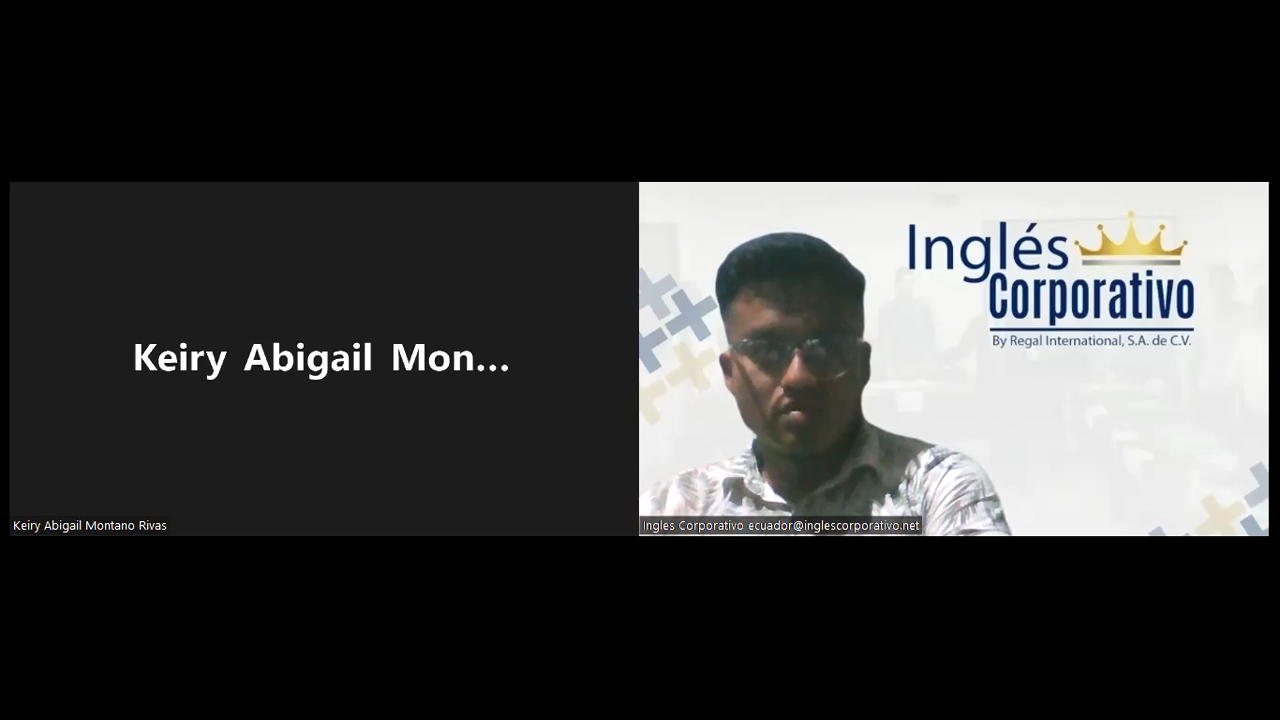 Keiry Abigail Mon...
Keiry Abigail Montano Rivas
Inglés
Corporativo
By Regal International, S.A. de C.V.
Ingles Corporativo ecuador@inglescorporativo.net